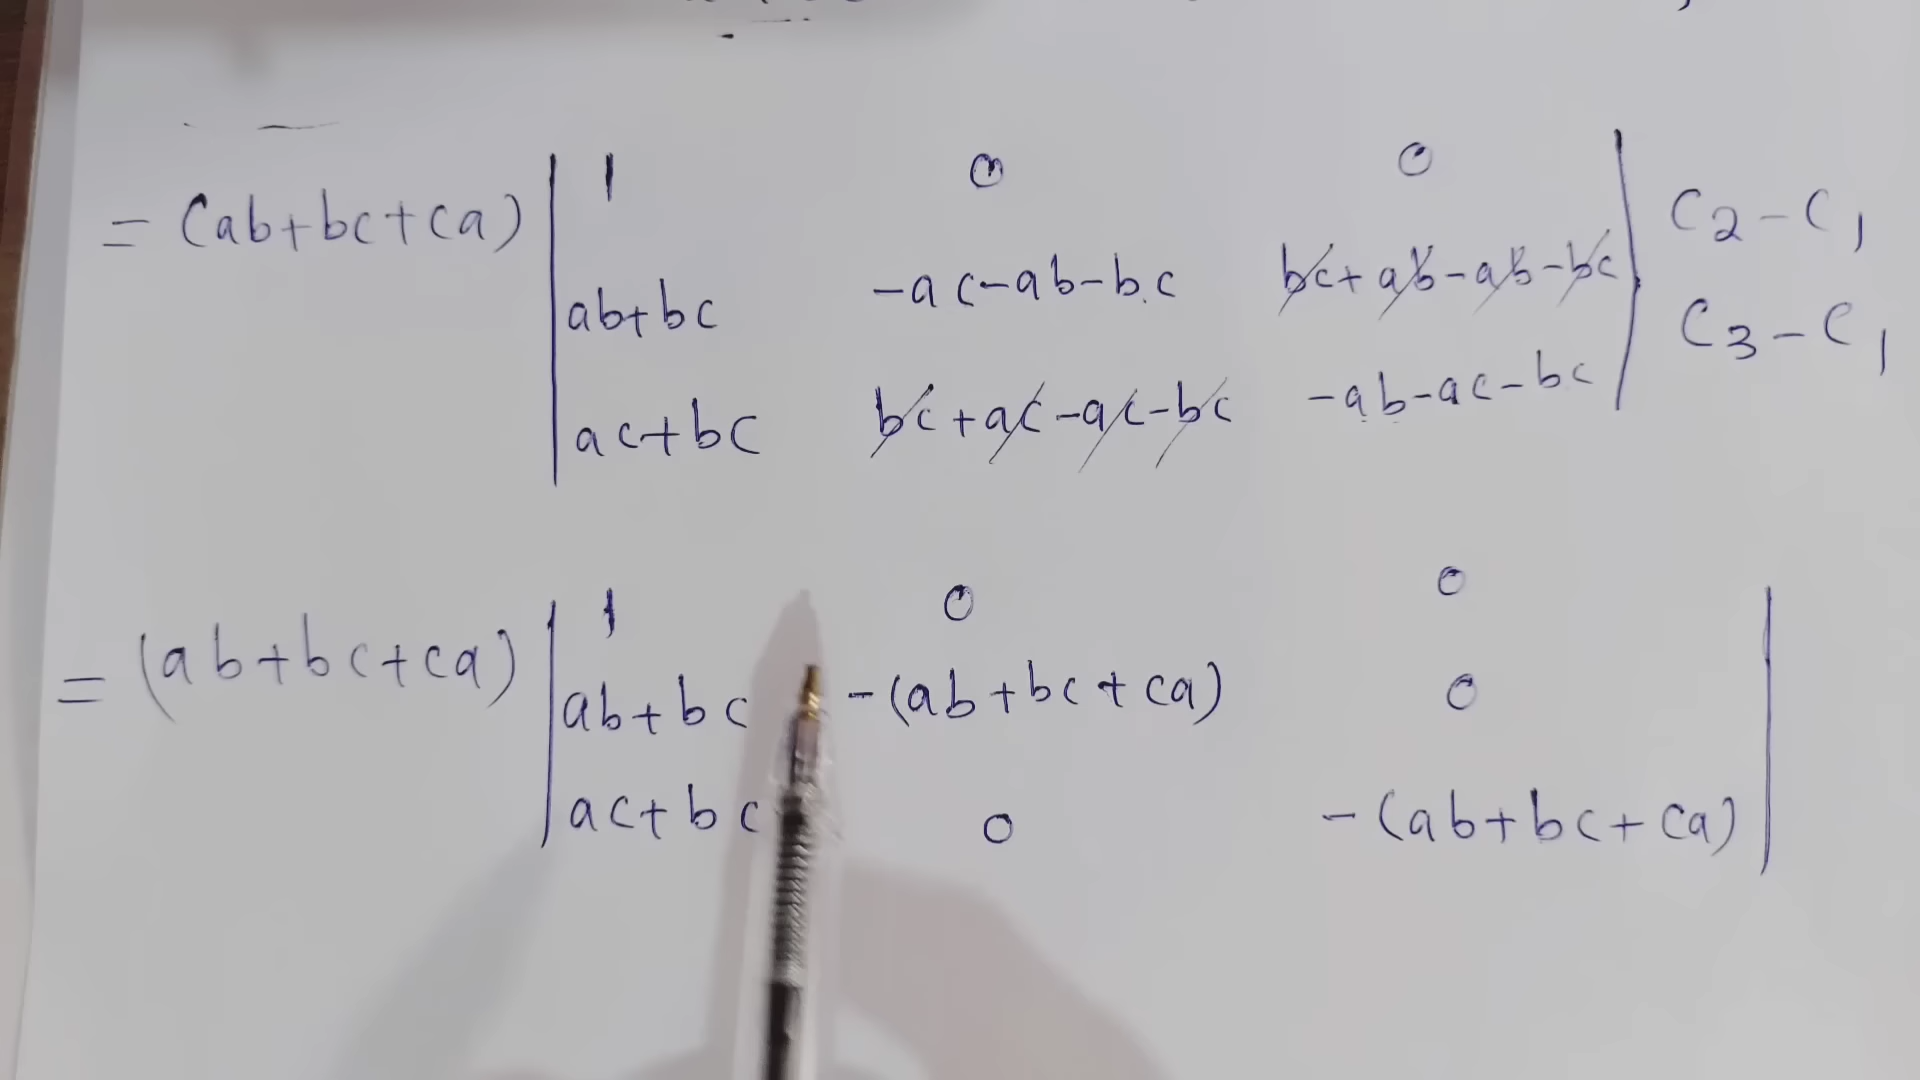 1 0 0
= (ab+bc+ca) C2-C1
ab+bc -ac-ab-bc bc+ab-ab-bc
C3-C1
ac+bc bc+ac-ac-bc -ab-ac-bc
1 0 0
= (ab+bc+ca) ab+bc -(ab+bc+ca) 0
ac+bc 0 -(ab+bc+ca)